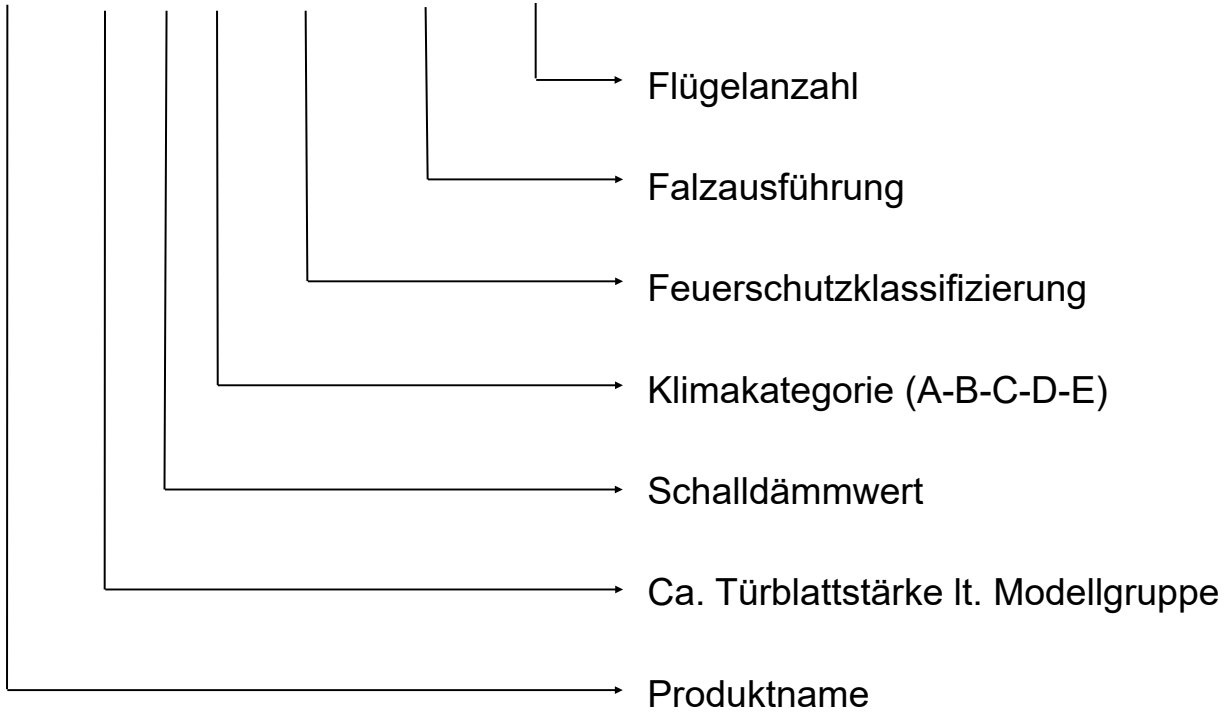 Flügelanzahl
Falzausführung
Feuerschutzklassifizierung
Klimakategorie (A-B-C-D-E)
Schalldämmwert
Ca. Türblattstärke lt. Modellgruppe
Produktname